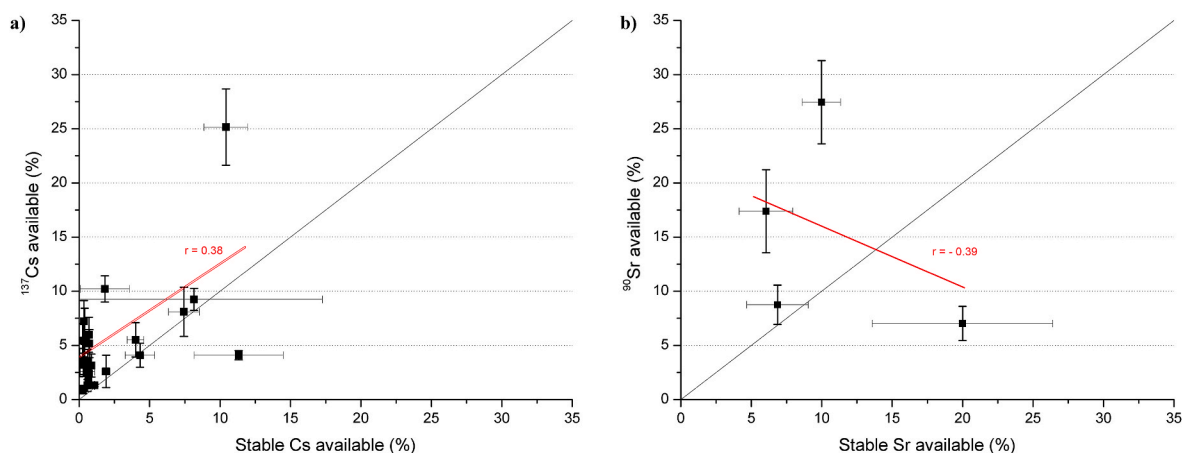 a)
35
30
25
20
15
10
5
0
137Cs available (%)
r = 0.38
0 5 10 15 20 25 30 35
Stable Cs available (%)
b)
35
30
25
20
15
10
5
0
90Sr available (%)
r = - 0.39
0 5 10 15 20 25 30 35
Stable Sr available (%)